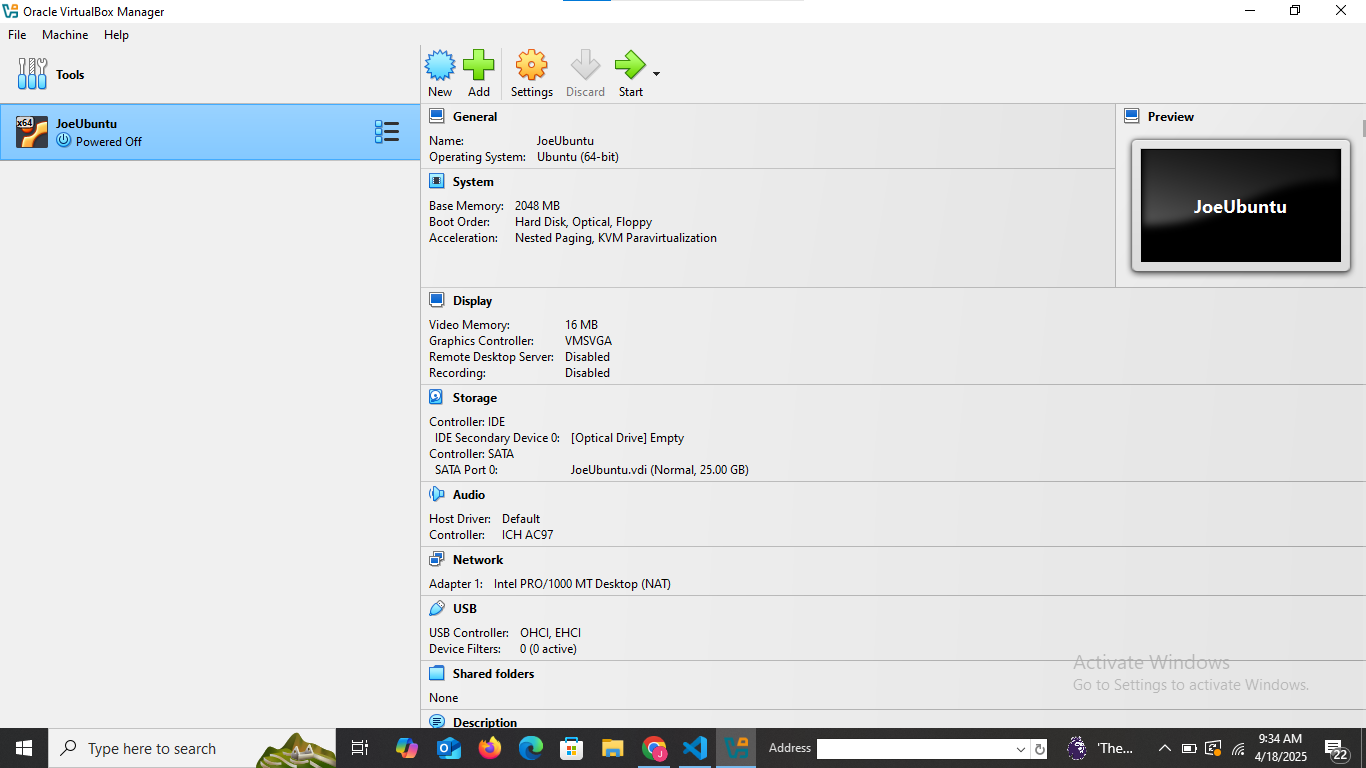 Oracle VirtualBox Manager
File Machine Help
Tools
New Add Settings Discard Start
x64
JoeUbuntu
Powered Off
General
Name: JoeUbuntu
Operating System: Ubuntu (64-bit)
Preview
JoeUbuntu
System
Base Memory: 2048 MB
Boot Order: Hard Disk, Optical, Floppy
Acceleration: Nested Paging, KVM Paravirtualization
Display
Video Memory: 16 MB
Graphics Controller: VMSVGA
Remote Desktop Server: Disabled
Recording: Disabled
Storage
Controller: IDE
IDE Secondary Device 0: [Optical Drive] Empty
Controller: SATA
SATA Port 0: JoeUbuntu.vdi (Normal, 25.00 GB)
Audio
Host Driver: Default
Controller: ICH AC97
Network
Adapter 1: Intel PRO/1000 MT Desktop (NAT)
USB
USB Controller: OHCI, EHCI
Device Filters: 0 (0 active)
Shared folders
None
Description
Activate Windows
Go to Settings to activate Windows.
Type here to search
Address
'The...
9:34 AM
4/18/2025
22